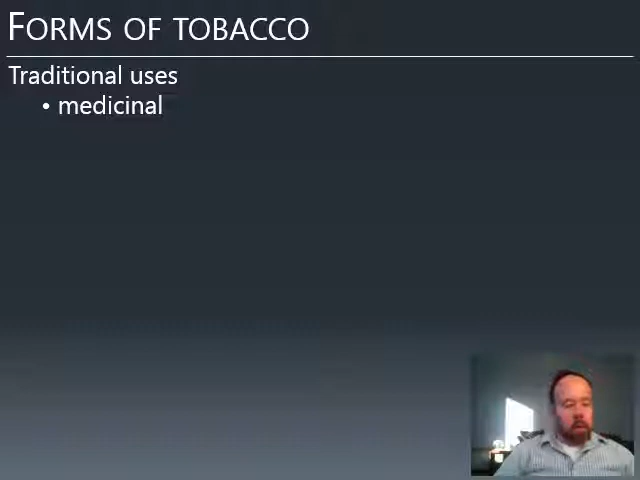 FORMS OF TOBACCO
Traditional uses
• medicinal